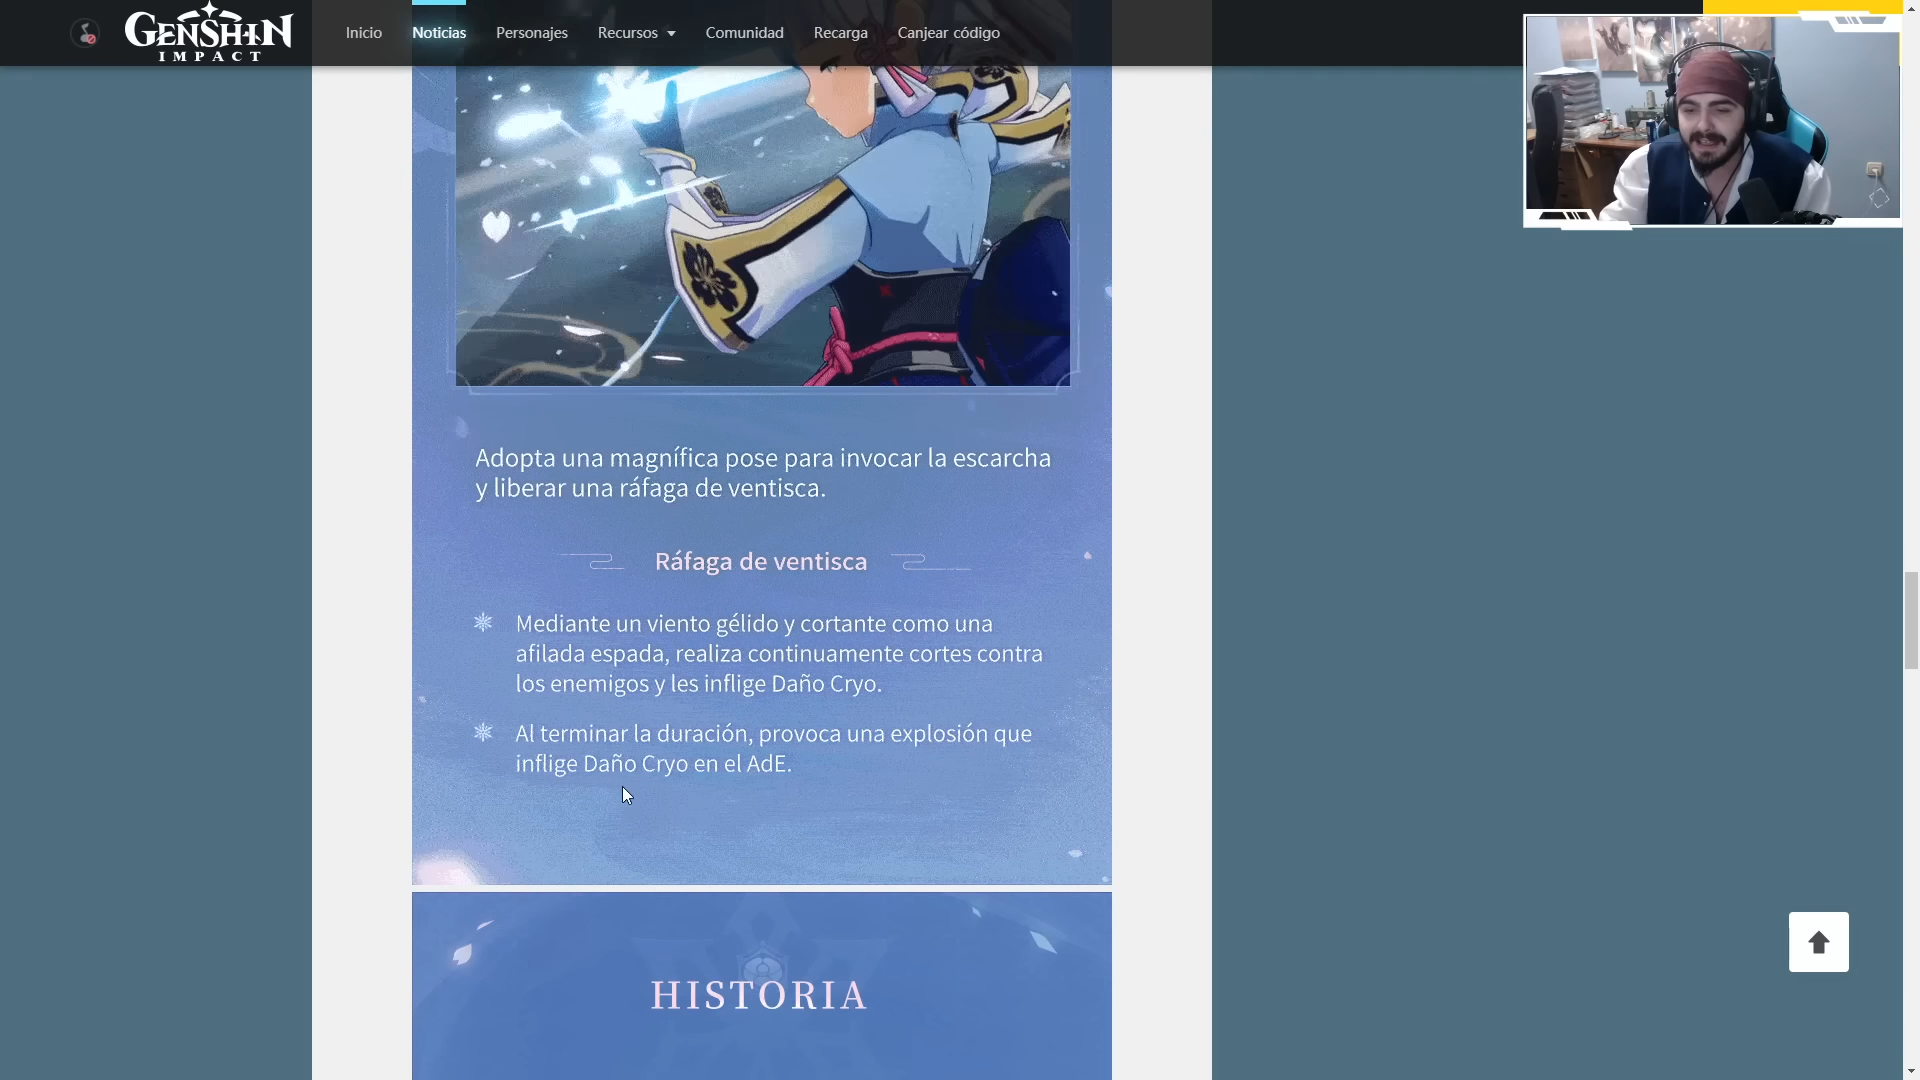 GENSHIN
IMPACT
Inicio
Noticias
Personajes
Recursos
Comunidad
Recarga
Canjear código
Adopta una magnífica pose para invocar la escarcha
y liberar una ráfaga de ventisca.
Ráfaga de ventisca
Mediante un viento gélido y cortante como una
afilada espada, realiza continuamente cortes contra
los enemigos y les inflige Daño Cryo.
Al terminar la duración, provoca una explosión que
inflige Daño Cryo en el AdE.
HISTORIA